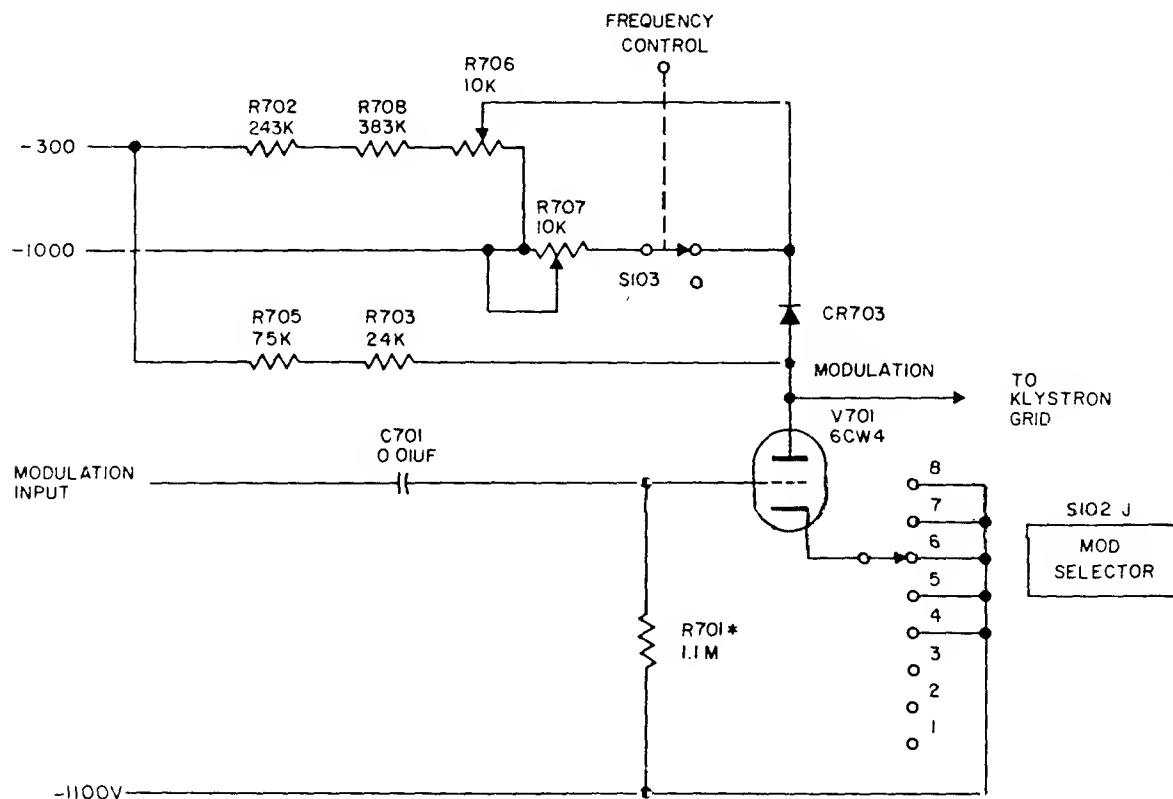 FREQUENCY
CONTROL
R706
10K
R702
243K
R708
383K
-300
R707
10K
-1000
S103
CR703
R705
75K
R703
24K
MODULATION
TO
KLYSTRON
GRID
V701
6CW4
C701
0.01UF
MODULATION
INPUT
8
7
6
5
4
3
2
1
S102 J
MOD
SELECTOR
R701*
1.1M
-1100V